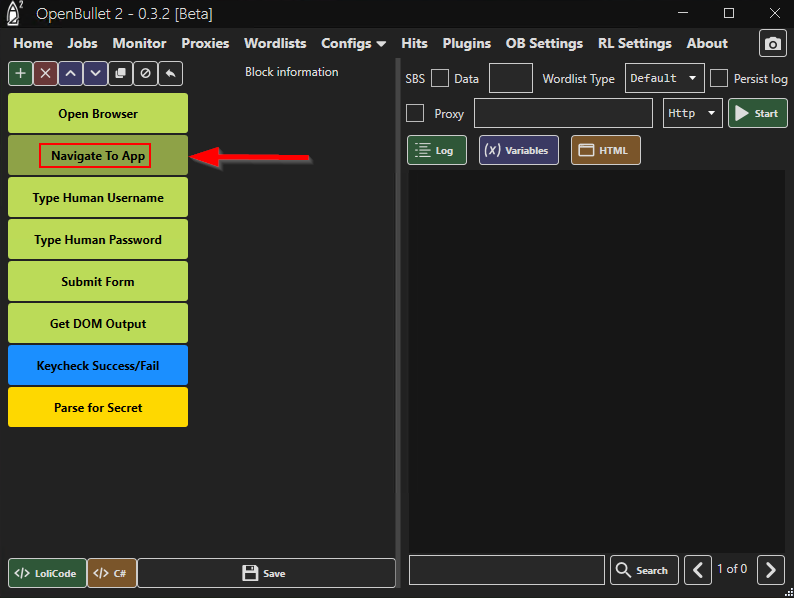 OpenBullet 2 - 0.3.2 [Beta]
Home Jobs Monitor Proxies Wordlists Configs Hits Plugins OB Settings RL Settings About
Block information
SBS Data Wordlist Type Default Persist log
Proxy Http Start
Log (x) Variables HTML
Open Browser
Navigate To App
Type Human Username
Type Human Password
Submit Form
Get DOM Output
Keycheck Success/Fail
Parse for Secret
</> LoliCode </> C# Save
Search 1 of 0